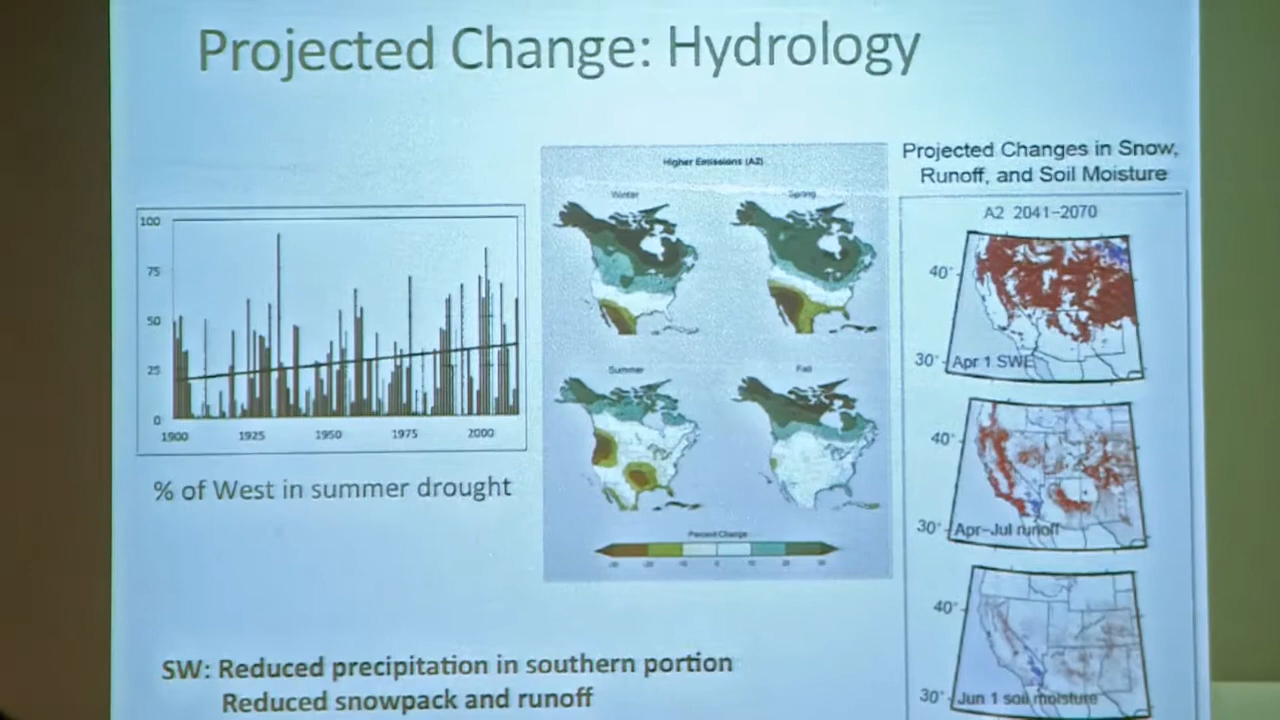 Projected Change: Hydrology
100
75
50
25
0
1900 1925 1950 1975 2000
% of West in summer drought
Higher Emissions (A2)
Winter Spring
Summer Fall
Percent Change
Projected Changes in Snow,
Runoff, and Soil Moisture
A2 2041-2070
40°
30° Apr 1 SWE
40°
30° Apr-Jul runoff
40°
30° Jun 1 soil moisture
SW: Reduced precipitation in southern portion
Reduced snowpack and runoff